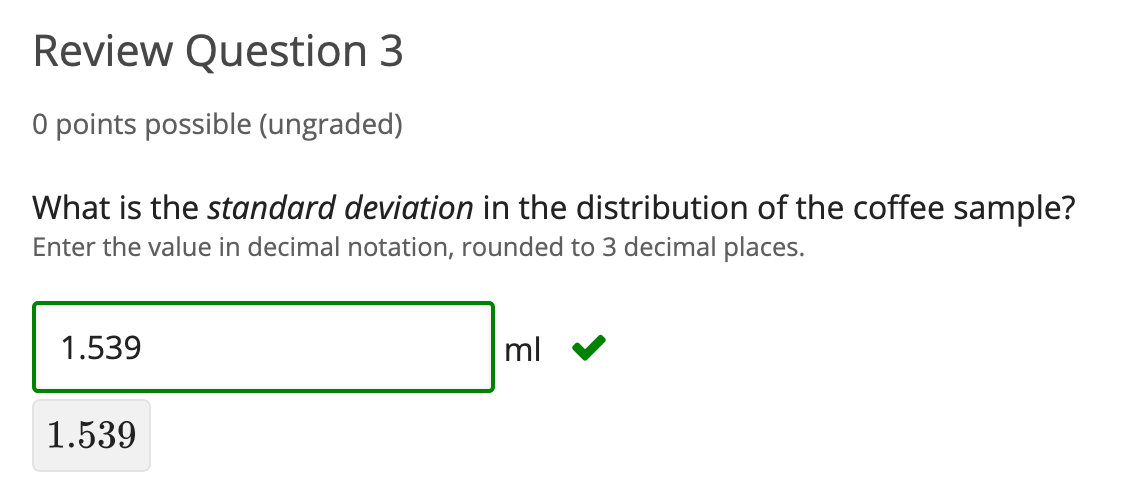 Review Question 3
0 points possible (ungraded)
What is the standard deviation in the distribution of the coffee sample?
Enter the value in decimal notation, rounded to 3 decimal places.
1.539 ml
1.539